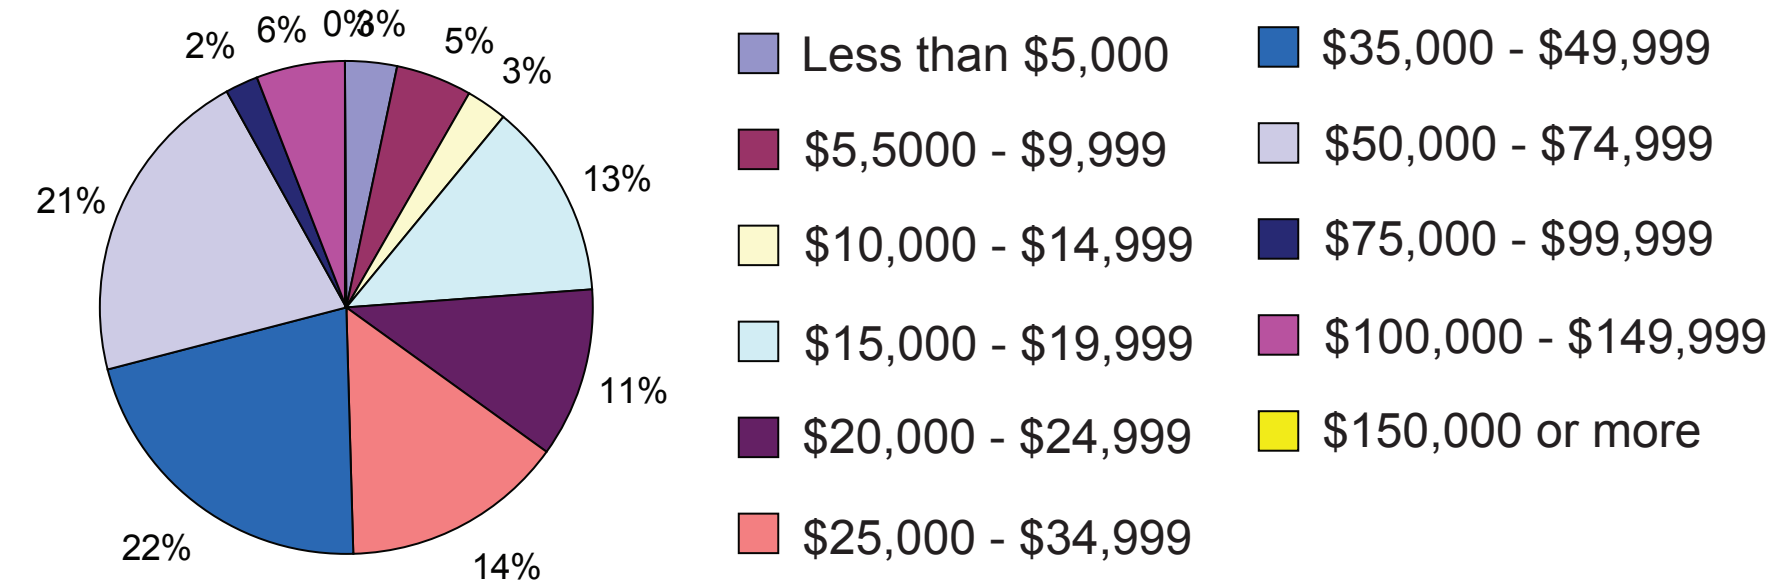 0%
3%
5%
3%
13%
11%
14%
22%
21%
2%
6%
Less than $5,000
$5,5000 - $9,999
$10,000 - $14,999
$15,000 - $19,999
$20,000 - $24,999
$25,000 - $34,999
$35,000 - $49,999
$50,000 - $74,999
$75,000 - $99,999
$100,000 - $149,999
$150,000 or more